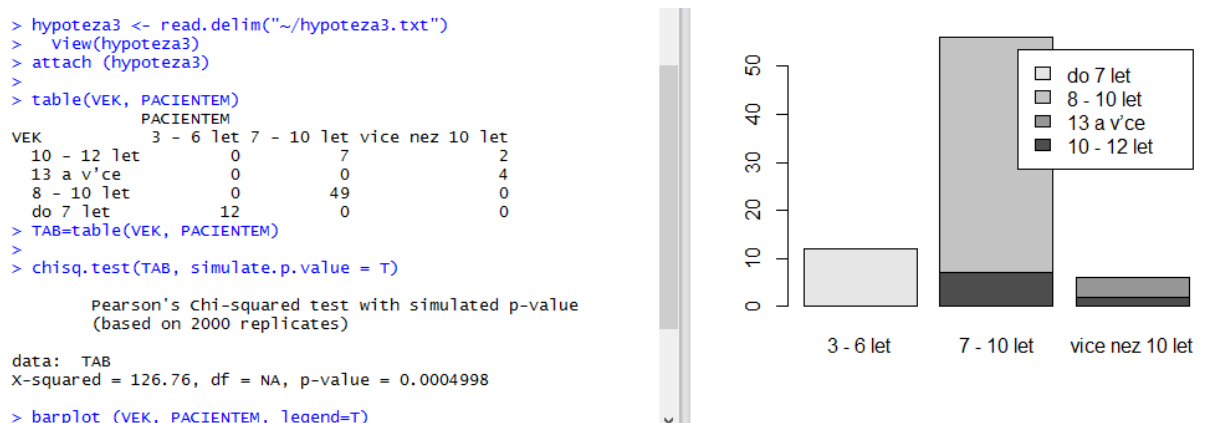 > hypoteza3 <- read.delim("~/hypoteza3.txt")
>   View(hypoteza3)
> attach (hypoteza3)
>
> table(VEK, PACIENTEM)
             PACIENTEM
VEK           3 - 6 let 7 - 10 let vice nez 10 let
  10 - 12 let         0          7               2
  13 a v'ce           0          0               4
  8 - 10 let          0         49               0
  do 7 let           12          0               0
> TAB=table(VEK, PACIENTEM)
>
> chisq.test(TAB, simulate.p.value = T)
        Pearson's Chi-squared test with simulated p-value
        (based on 2000 replicates)
data:  TAB
X-squared = 126.76, df = NA, p-value = 0.0004998
> barplot (VEK, PACIENTEM, legend=T)
50
40
30
20
10
0
do 7 let
8 - 10 let
13 a v'ce
10 - 12 let
3 - 6 let
7 - 10 let
vice nez 10 let